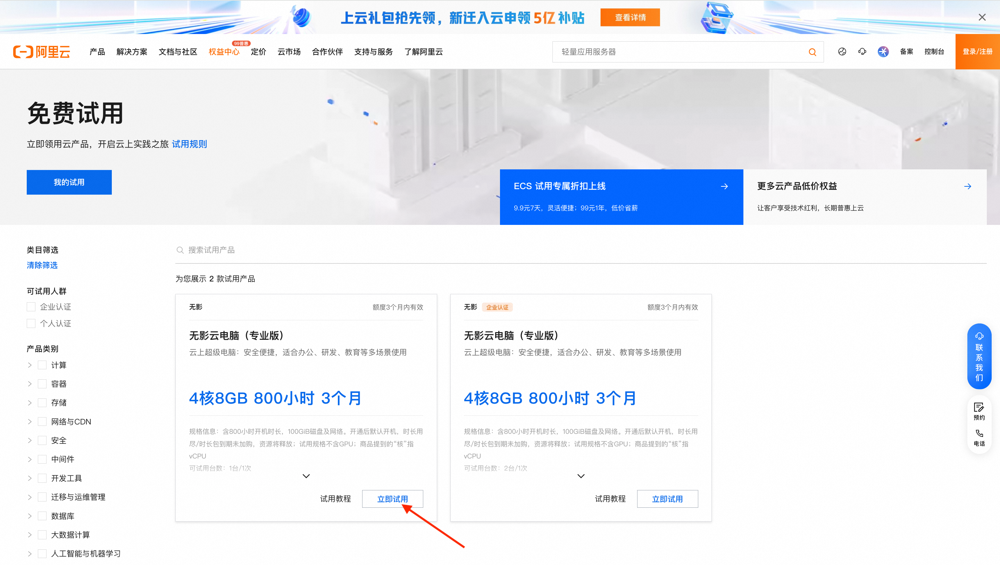 上云礼包抢先领，新迁入云申领 5亿 补贴
查看详情
阿里云
产品
解决方案
文档与社区
权益中心
99普惠
定价
云市场
合作伙伴
支持与服务
了解阿里云
轻量应用服务器
备案
控制台
登录/注册
免费试用
立即领用云产品，开启云上实践之旅 试用规则
我的试用
ECS 试用专属折扣上线
9.9元7天，灵活便捷；99元1年，低价省薪
更多云产品低价权益
让客户享受技术红利，长期普惠上云
类目筛选
清除筛选
可试用人群
企业认证
个人认证
产品类别
计算
容器
存储
网络与CDN
安全
中间件
开发工具
迁移与运维管理
数据库
大数据计算
人工智能与机器学习
搜索试用产品
为您展示 2 款试用产品
无影
额度3个月内有效
无影云电脑（专业版）
云上超级电脑：安全便捷，适合办公、研发、教育等多场景使用
4核8GB 800小时 3个月
规格信息：含800小时开机时长，100GiB磁盘及网络。开通后默认开机，时长用
尽/时长包到期未加购，资源将释放；试用规格不含GPU；商品提到的“核”指
vCPU
可试用台数：1台/1次
试用教程
立即试用
无影
企业认证
额度3个月内有效
无影云电脑（专业版）
云上超级电脑：安全便捷，适合办公、研发、教育等多场景使用
4核8GB 800小时 3个月
规格信息：含800小时开机时长，100GiB磁盘及网络。开通后默认开机，时长用
尽/时长包到期未加购，资源将释放；试用规格不含GPU；商品提到的“核”指
vCPU
可试用台数：2台/1次
试用教程
立即试用
联
系
我
们
预约
电话